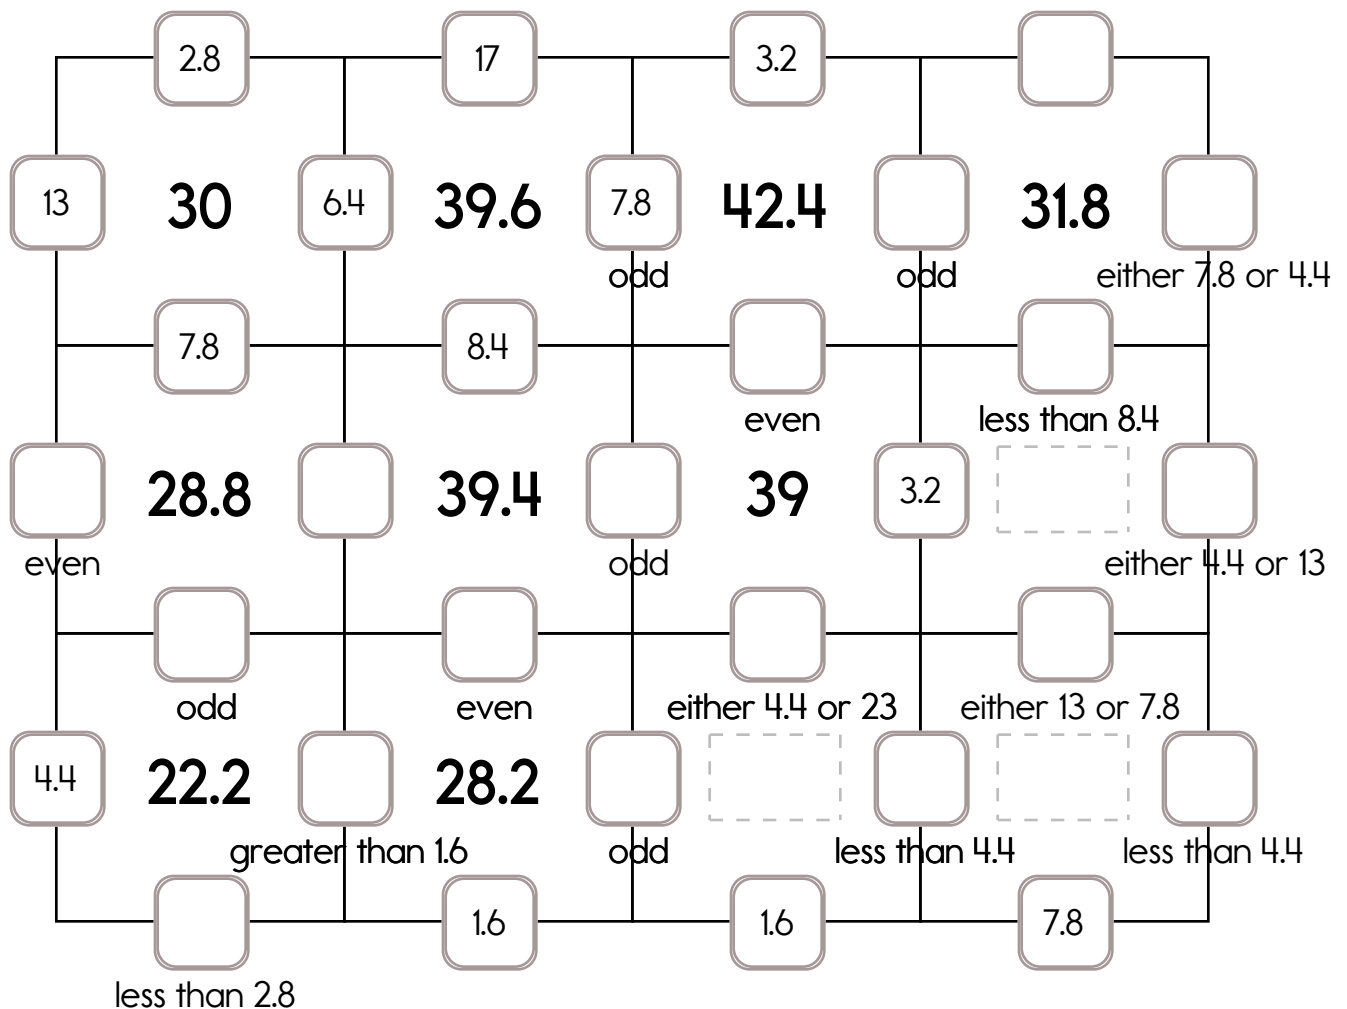 2.8 17 3.2
13 30 6.4 39.6 7.8 42.4 31.8
odd odd either 7.8 or 4.4
7.8 8.4
even less than 8.4
28.8 39.4 39 3.2
even odd either 4.4 or 13
odd even either 4.4 or 23 either 13 or 7.8
4.4 22.2 28.2
greater than 1.6 odd less than 4.4 less than 4.4
1.6 1.6 7.8
less than 2.8